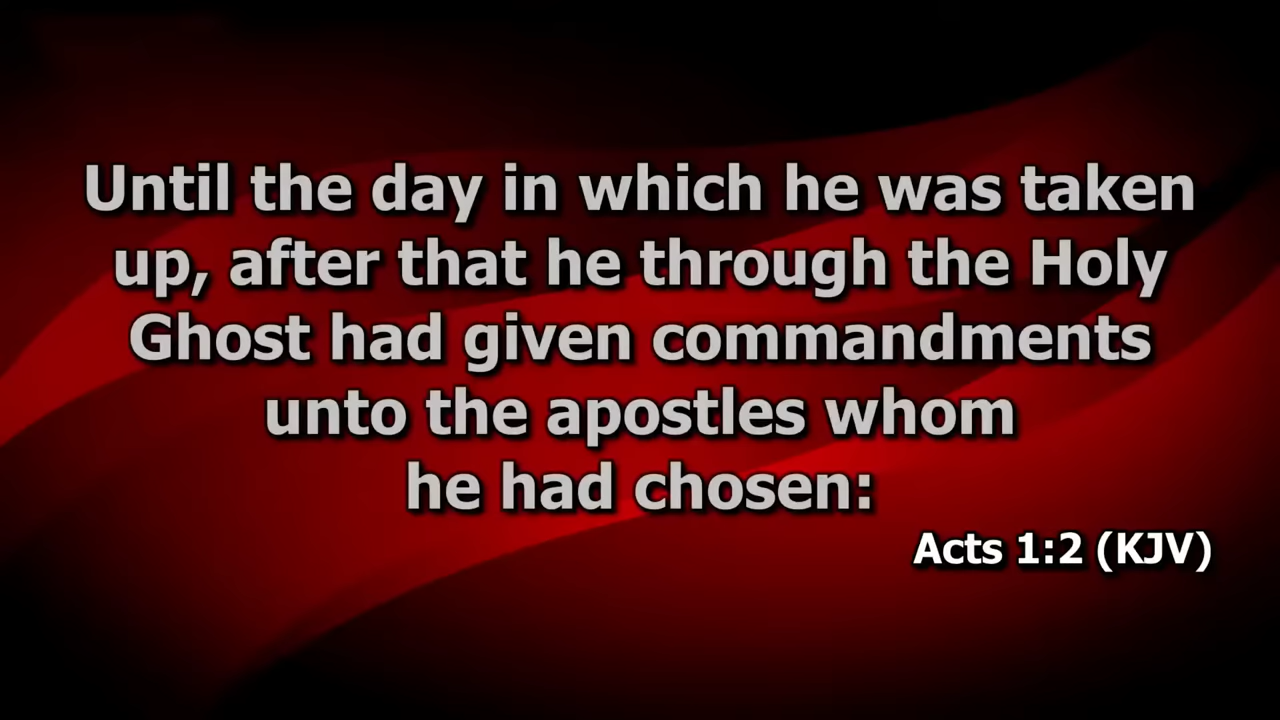 Until the day in which he was taken
up, after that he through the Holy
Ghost had given commandments
unto the apostles whom
he had chosen:
Acts 1:2 (KJV)